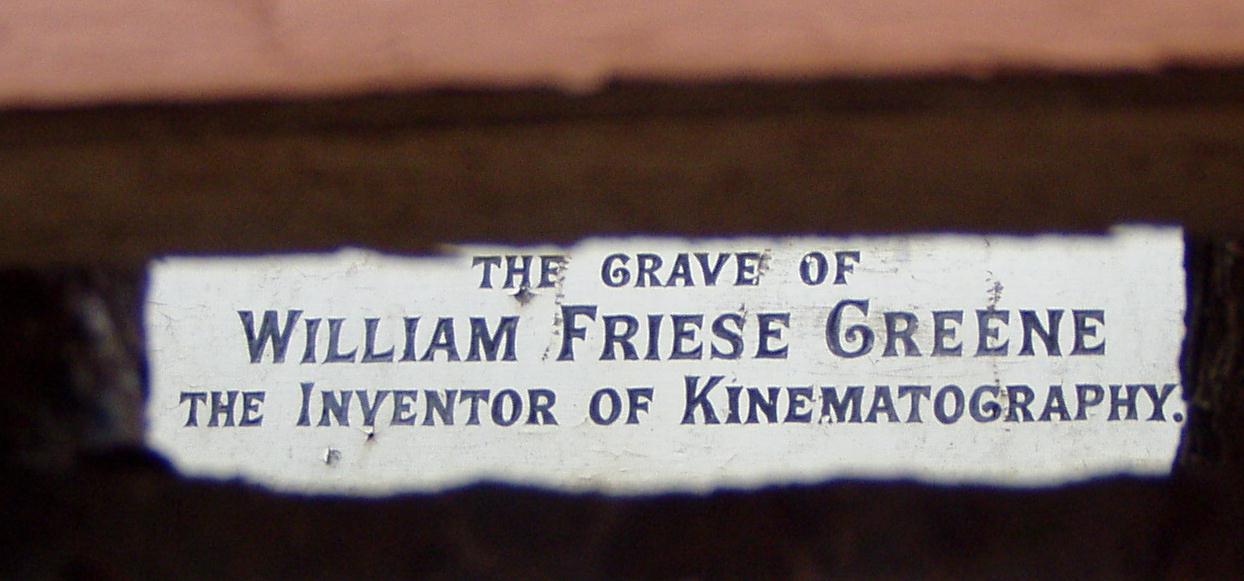 THE GRAVE OF
WILLIAM FRIESE GREENE
THE INVENTOR OF KINEMATOGRAPHY.